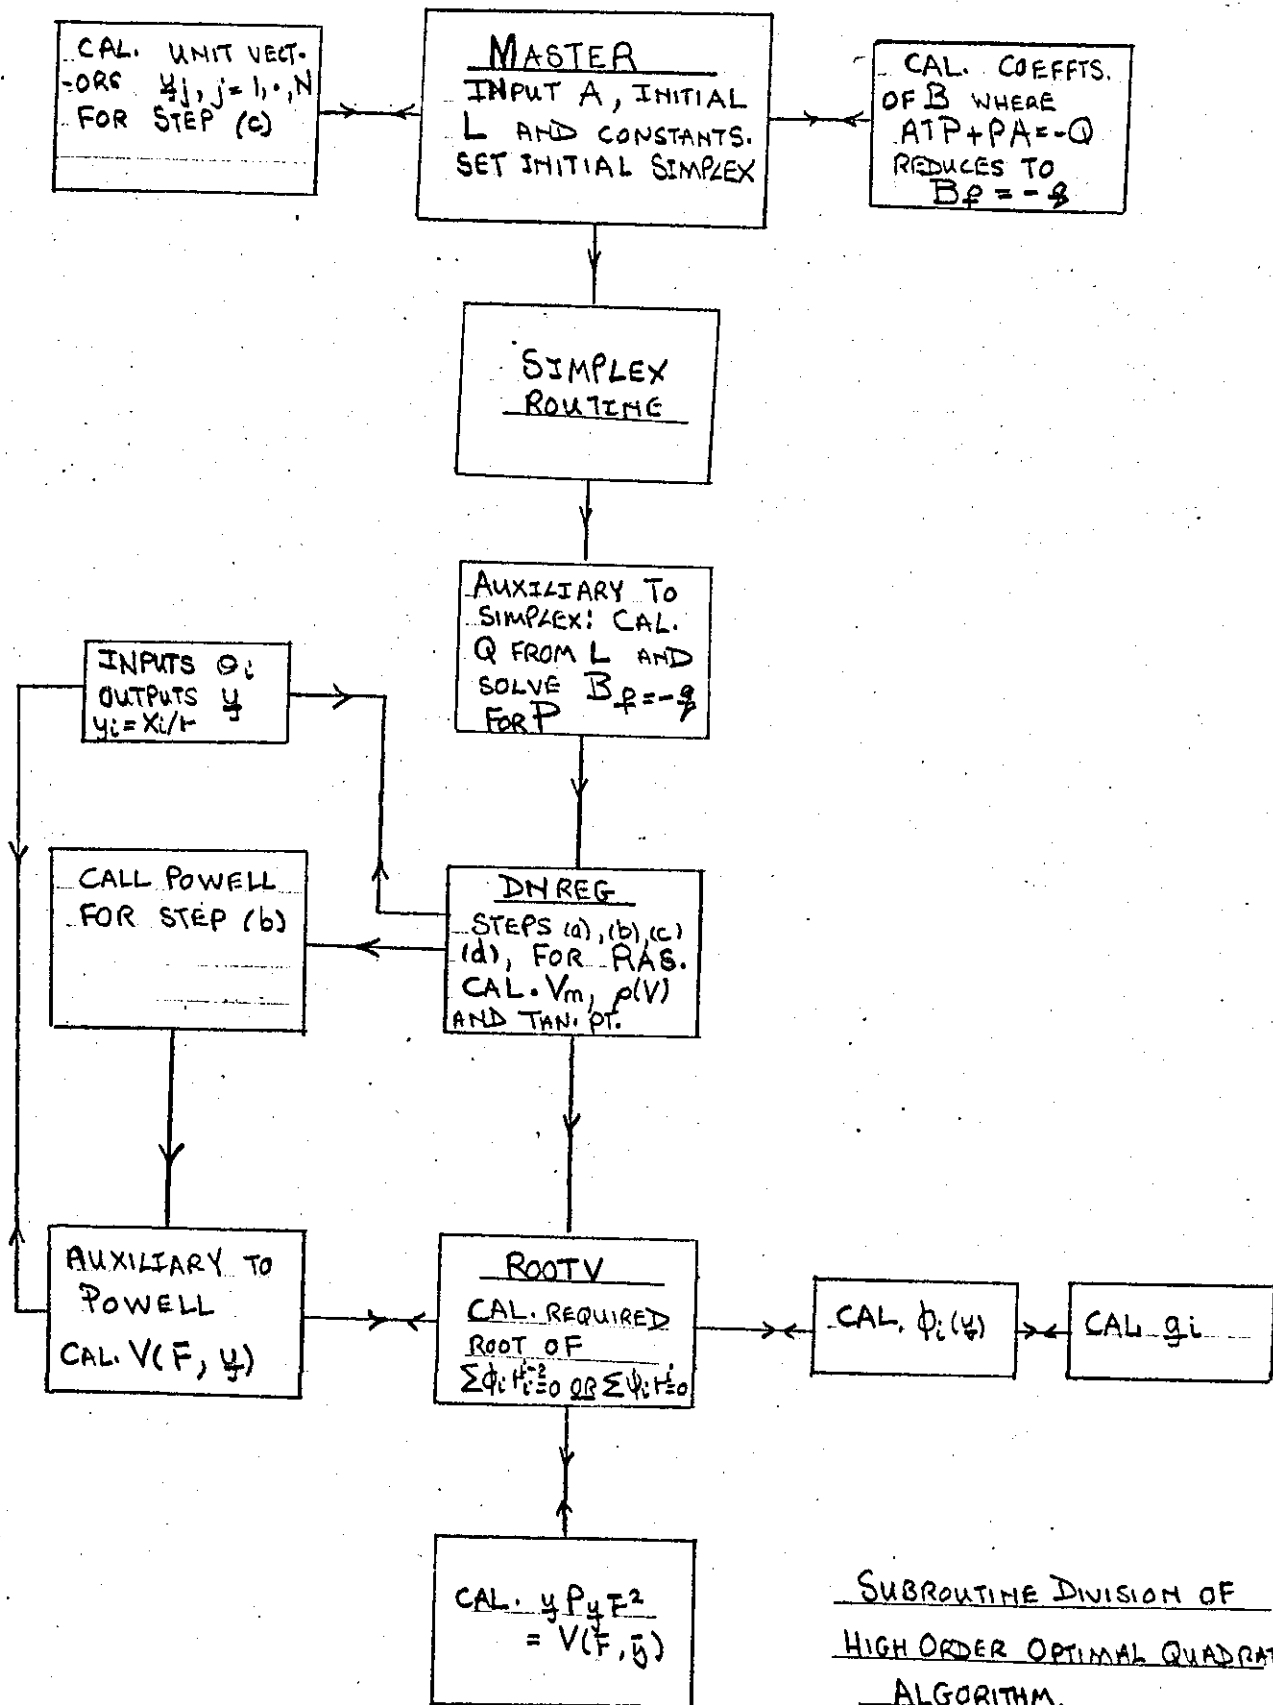 CAL. UNIT VECT-
-ORS y̲j, j=1,.,N
FOR STEP (c)
MASTER
INPUT A, INITIAL
L AND CONSTANTS.
SET INITIAL SIMPLEX
CAL. COEFFTS.
OF B WHERE
ATP+PA=-Q
REDUCES TO
Bp̲ = -q̲
SIMPLEX
ROUTINE
AUXILIARY TO
SIMPLEX: CAL.
Q FROM L AND
SOLVE Bp̲=-q̲
FOR P
INPUTS Θi
OUTPUTS y̲
yi = xi/r
CALL POWELL
FOR STEP (b)
DNREG
STEPS (a), (b), (c)
(d), FOR RAS.
CAL. Vm, ρ(V)
AND TAN. PT.
AUXILIARY TO
POWELL
CAL. V(r̄, y̲)
ROOTV
CAL. REQUIRED
ROOT OF
Σϕi r^i-2=0 OR Σψi r^i=0
CAL. ϕi(y̲)
CAL gi
CAL. y̲ P y̲ r̄²
= V(r̄, ȳ)
SUBROUTINE DIVISION OF
HIGH ORDER OPTIMAL QUADRAT
ALGORITHM.